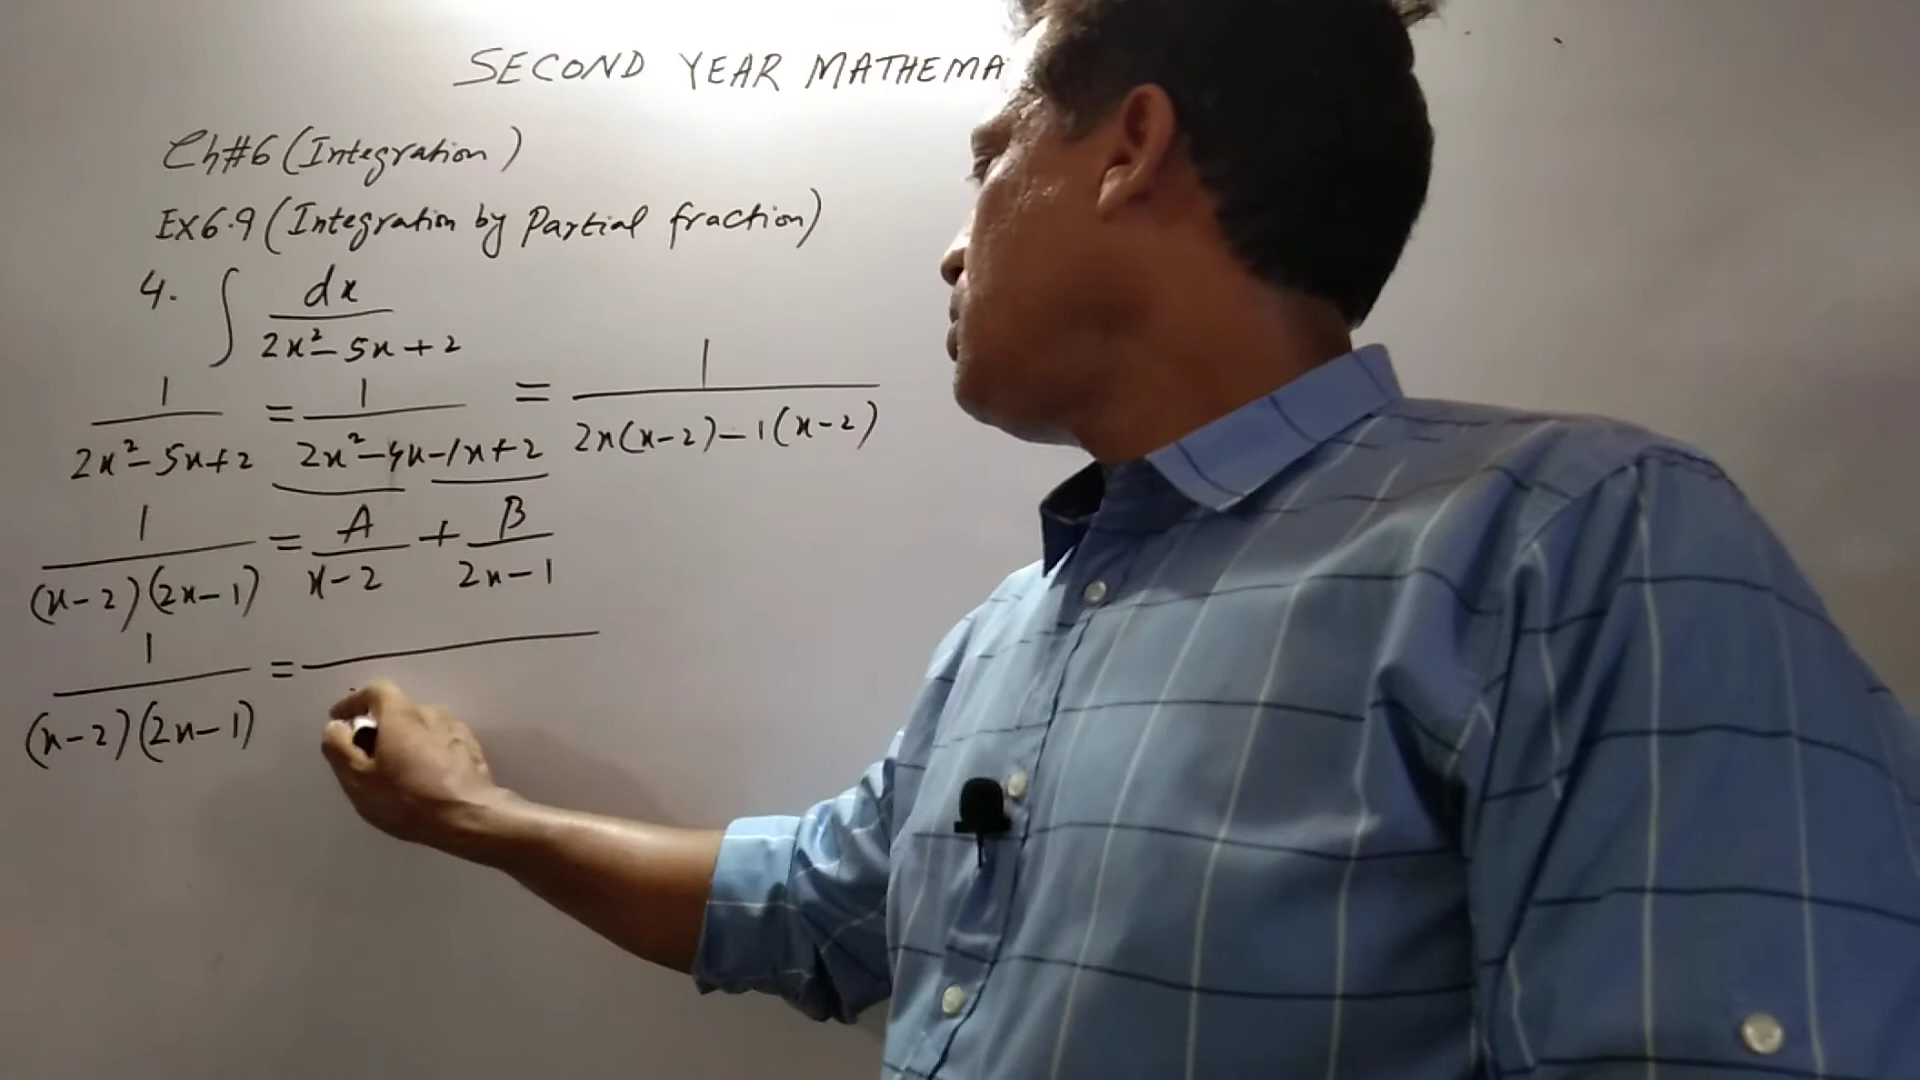 SECOND YEAR MATHEMA
Ch#6 (Integration)
Ex6.9 (Integration by Partial fraction)
4. ∫ dx / 2x²-5x+2
1 / 2x²-5x+2 = 1 / 2x²-4x-1x+2 = 1 / 2x(x-2)-1(x-2)
1 / (x-2)(2x-1) = A / x-2 + B / 2x-1
1 / (x-2)(2x-1) =